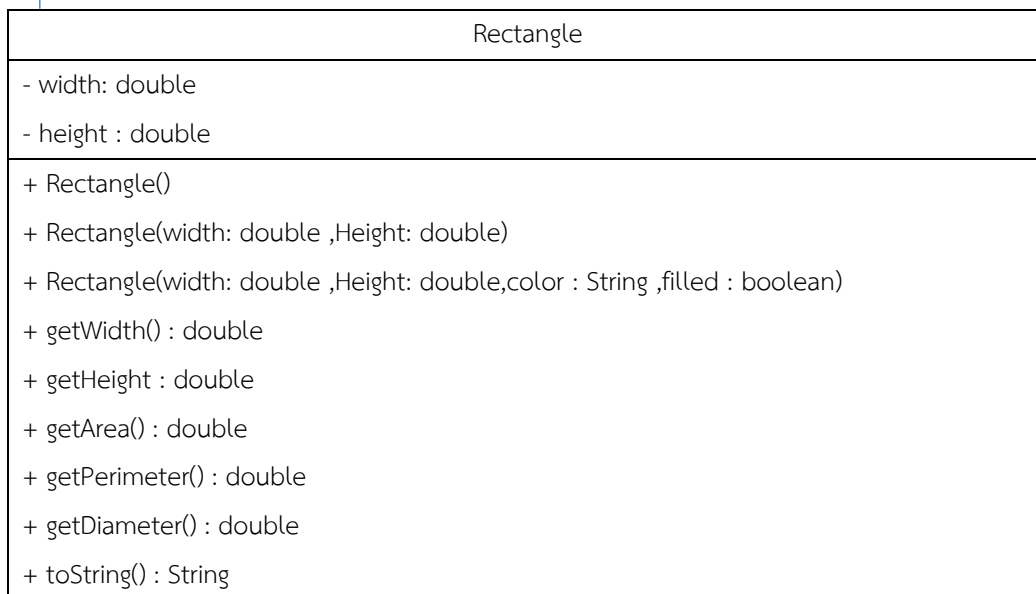 Rectangle
- width: double
- height : double
+ Rectangle()
+ Rectangle(width: double ,Height: double)
+ Rectangle(width: double ,Height: double,color : String ,filled : boolean)
+ getWidth() : double
+ getHeight : double
+ getArea() : double
+ getPerimeter() : double
+ getDiameter() : double
+ toString() : String